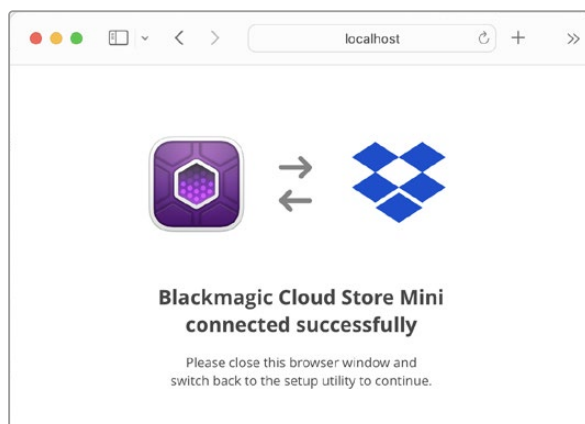 localhost
Blackmagic Cloud Store Mini
connected successfully
Please close this browser window and
switch back to the setup utility to continue.